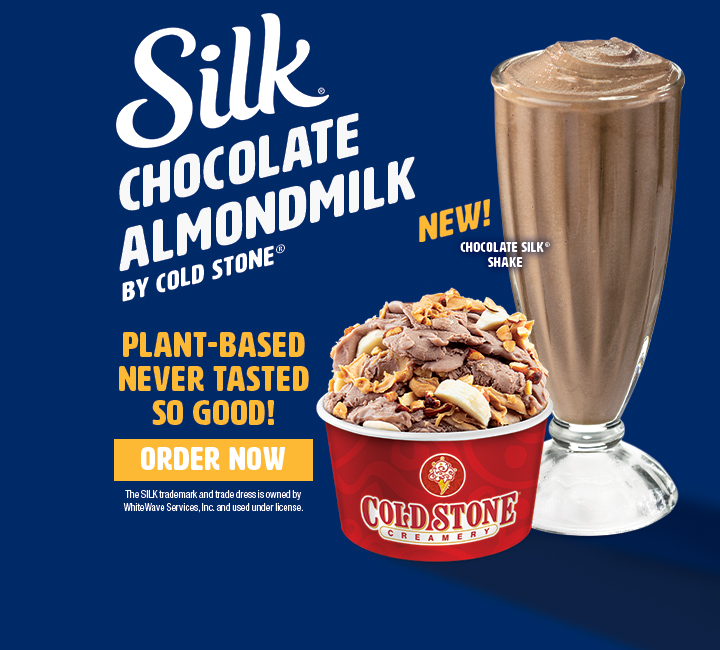 Silk®
CHOCOLATE
ALMONDMILK
BY COLD STONE®
NEW!
CHOCOLATE SILK®
SHAKE
PLANT-BASED
NEVER TASTED
SO GOOD!
ORDER NOW
The SILK trademark and trade dress is owned by
WhiteWave Services, Inc. and used under license.
COLD STONE
CREAMERY